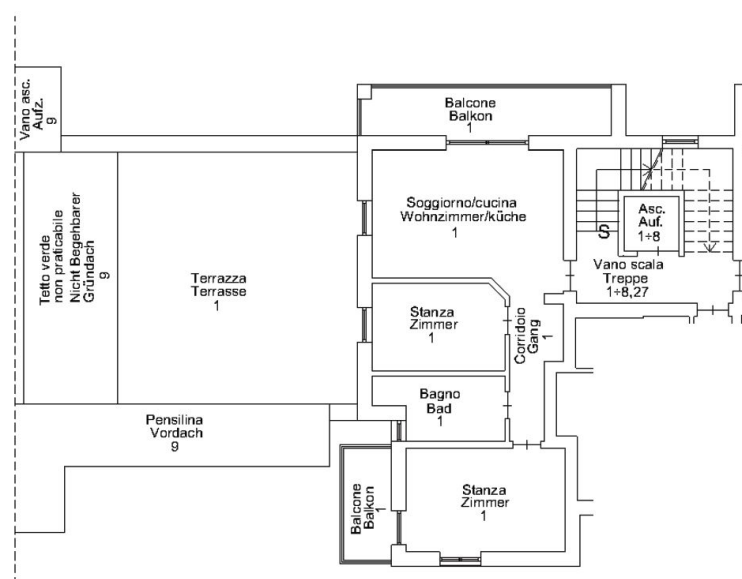 Vano asc.
Aufz.
9
Balcone
Balkon
1
Soggiorno/cucina
Wohnzimmer/küche
1
Asc.
Auf.
1÷8
S
Vano scala
Treppe
1÷8,27
Tetto verde
non praticabile
Nicht Begehbarer
Gründach
9
Terrazza
Terrasse
1
Stanza
Zimmer
1
Corridoio
Gang
1
Bagno
Bad
1
Pensilina
Vordach
9
Balcone
Balkon
1
Stanza
Zimmer
1